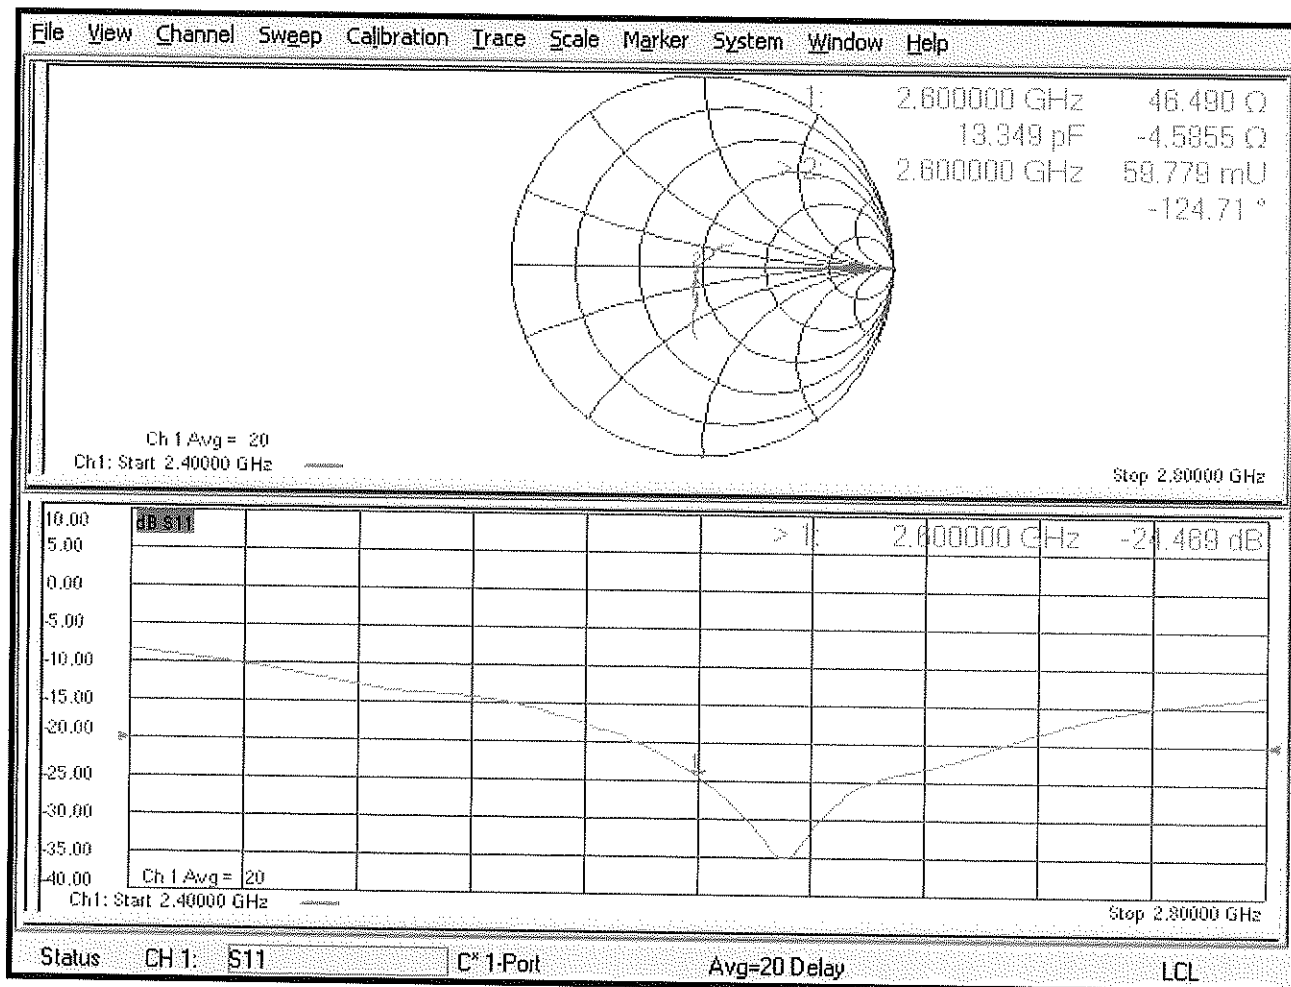 File View Channel Sweep Calibration Trace Scale Marker System Window Help
1: 2.600000 GHz 46.490 Ω
13.349 pF -4.5855 Ω
> 2: 2.600000 GHz 59.779 mU
-124.71 °
Ch 1 Avg = 20
Ch1: Start 2.40000 GHz
Stop 2.80000 GHz
10.00 dB S11
> 1: 2.600000 GHz -24.469 dB
5.00
0.00
-5.00
-10.00
-15.00
-20.00
-25.00
-30.00
-35.00
-40.00
Ch 1 Avg = 20
Ch1: Start 2.40000 GHz
Stop 2.80000 GHz
Status CH 1: S11 C* 1-Port Avg=20 Delay LCL